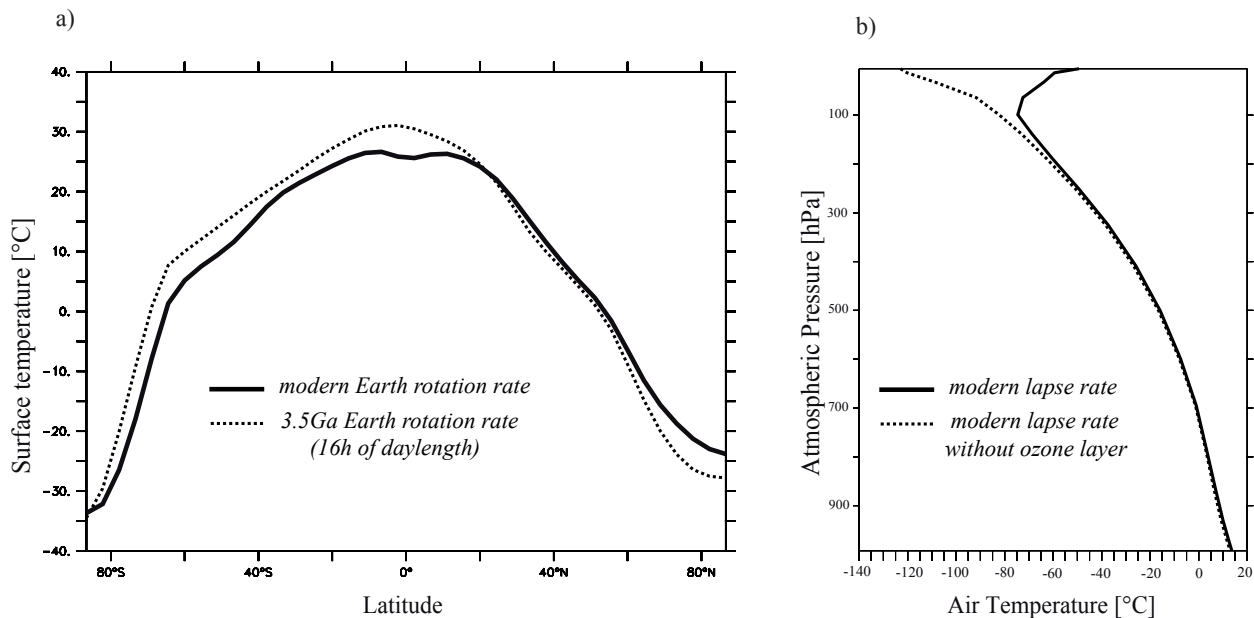 a)
b)
Surface temperature [°C]
40.
30.
20.
10.
0.
-10.
-20.
-30.
-40.
80°S
40°S
0°
40°N
80°N
Latitude
modern Earth rotation rate
3.5Ga Earth rotation rate
(16h of daylength)
Atmospheric Pressure [hPa]
100
300
500
700
900
-140
-120
-100
-80
-60
-40
-20
0
20
Air Temperature [°C]
modern lapse rate
modern lapse rate
without ozone layer